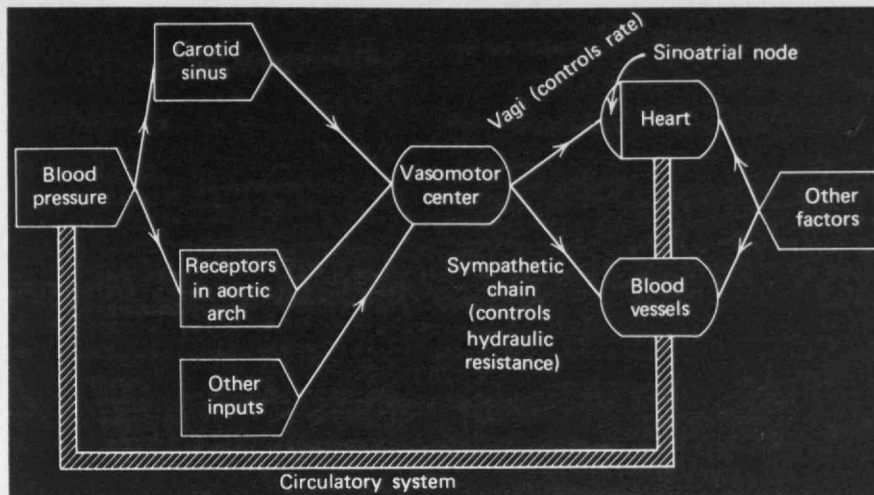 Carotid
sinus
Vagi (controls rate)
Sinoatrial node
Heart
Blood
pressure
Vasomotor
center
Other
factors
Receptors
in aortic
arch
Sympathetic
chain
(controls
hydraulic
resistance)
Blood
vessels
Other
inputs
Circulatory system